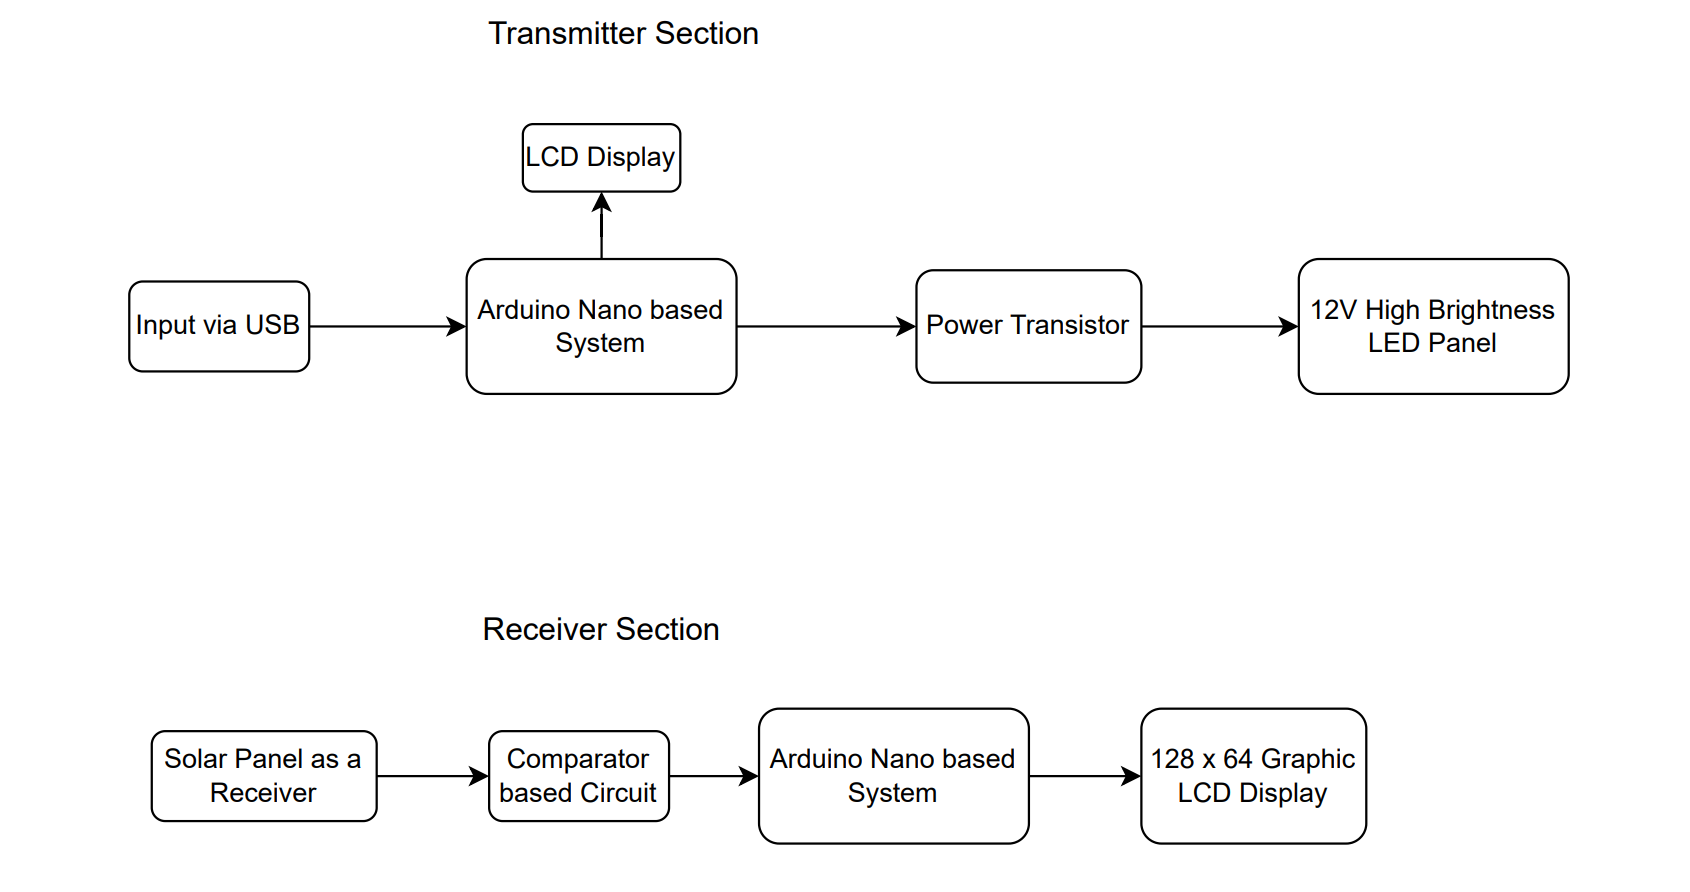 Transmitter Section
LCD Display
Input via USB
Arduino Nano based
System
Power Transistor
12V High Brightness
LED Panel
Receiver Section
Solar Panel as a
Receiver
Comparator
based Circuit
Arduino Nano based
System
128 x 64 Graphic
LCD Display